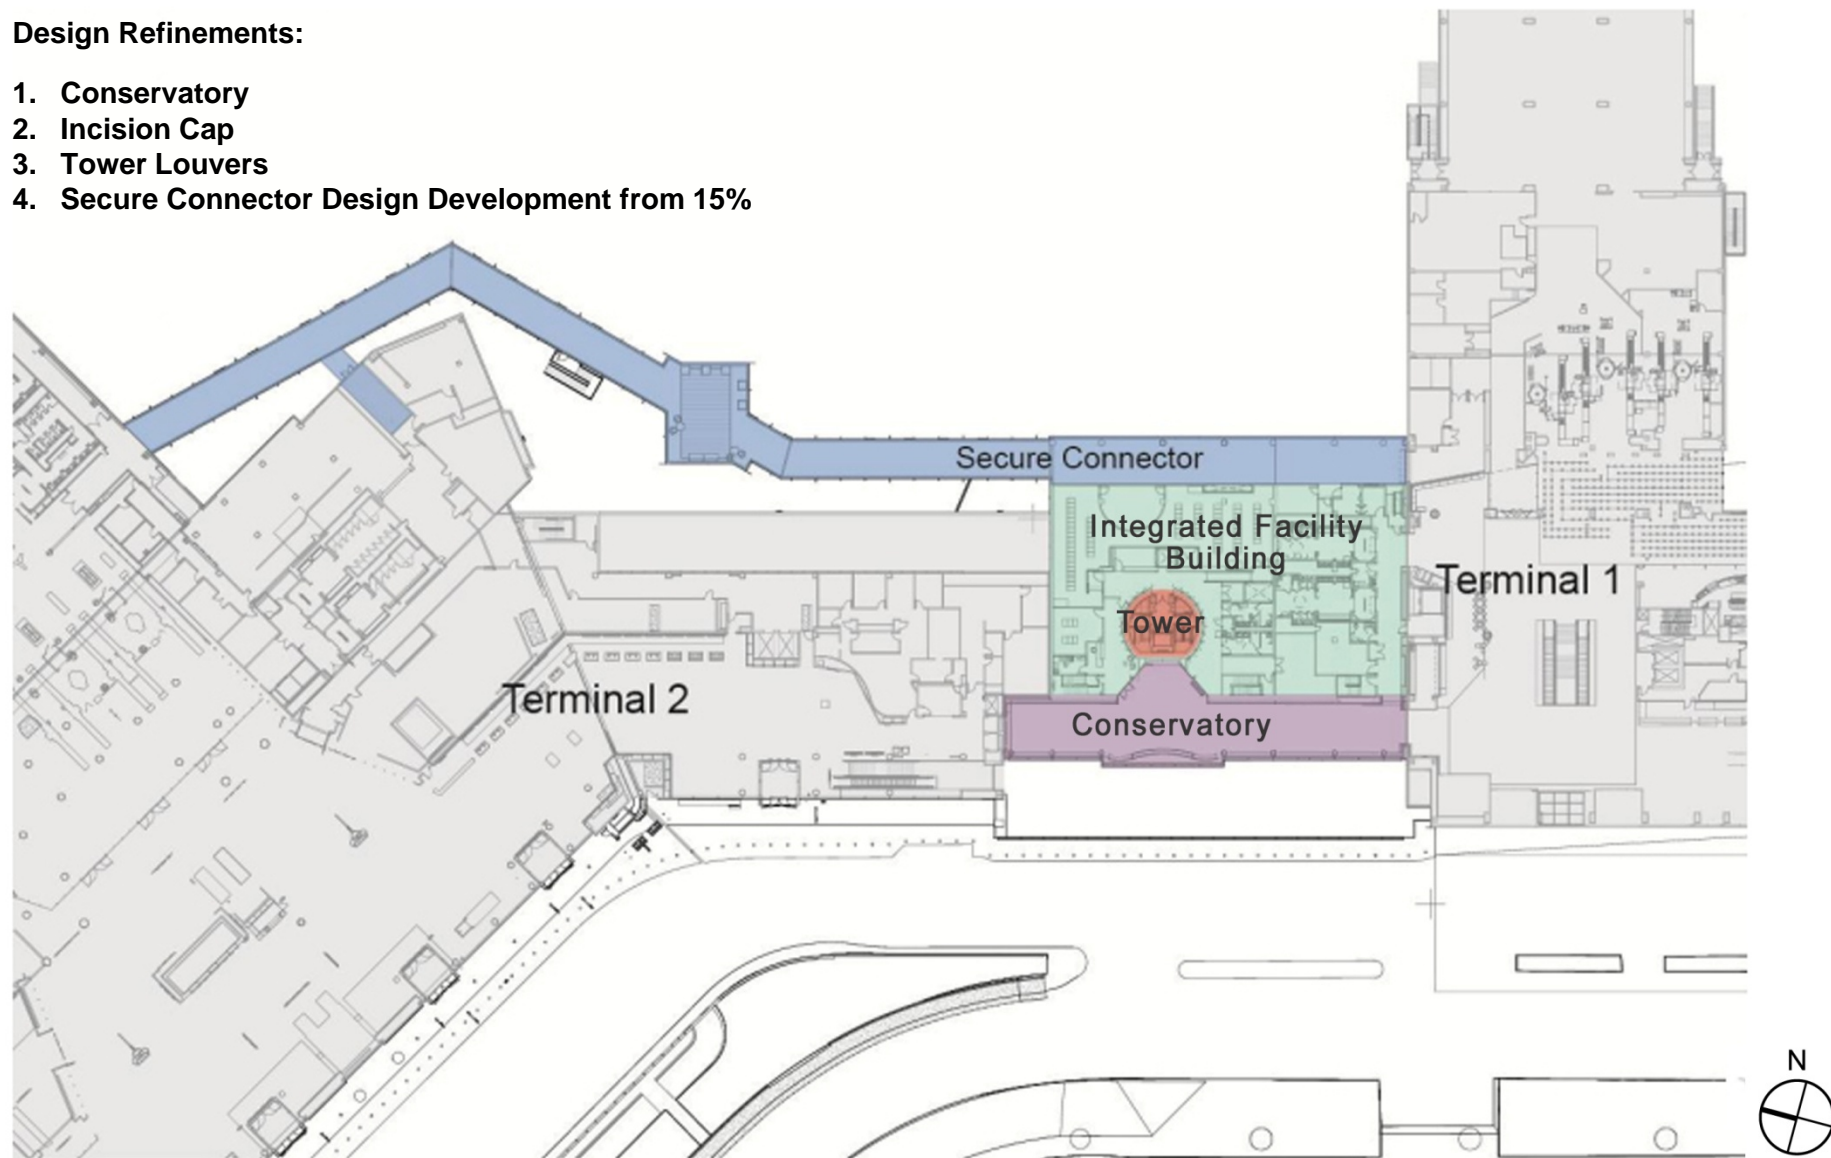 Design Refinements:
1. Conservatory
2. Incision Cap
3. Tower Louvers
4. Secure Connector Design Development from 15%
Secure Connector
Integrated Facility
Building
Terminal 1
Tower
Terminal 2
Conservatory
N